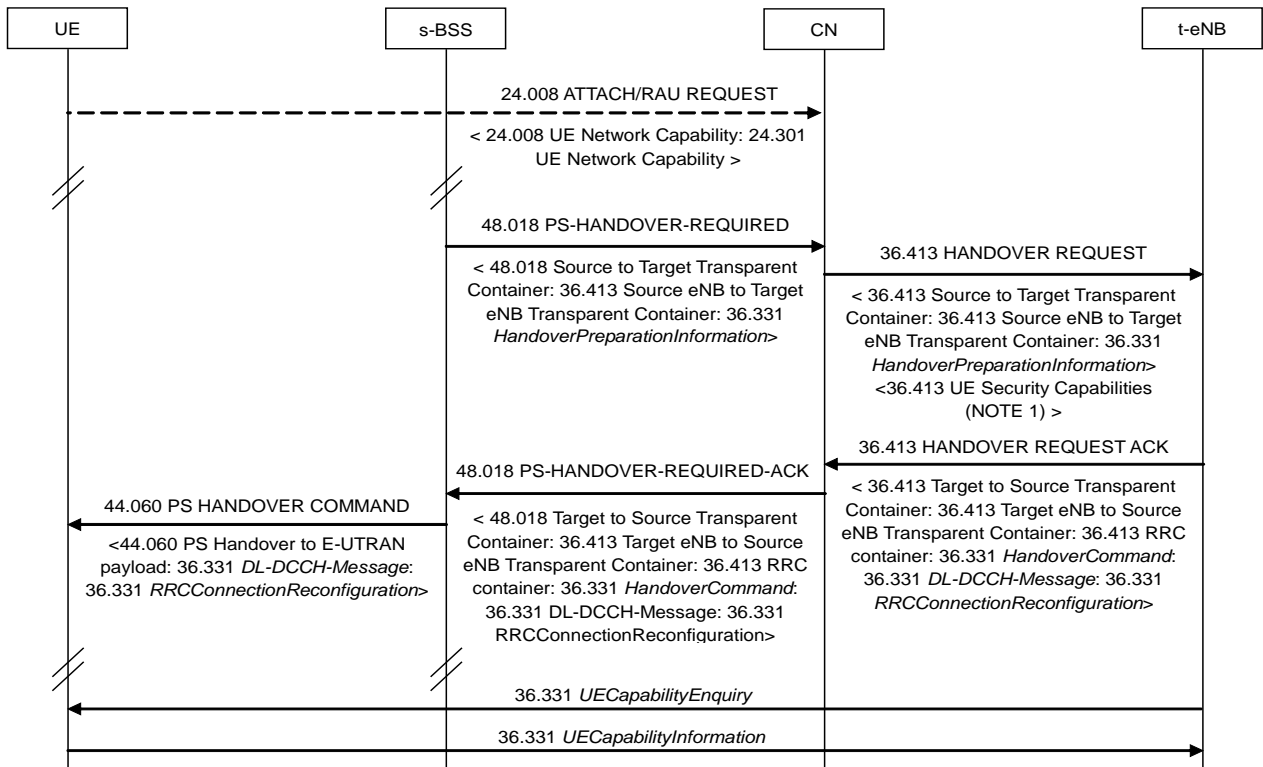 UE
s-BSS
CN
t-eNB
24.008 ATTACH/RAU REQUEST
< 24.008 UE Network Capability: 24.301
UE Network Capability >
48.018 PS-HANDOVER-REQUIRED
< 48.018 Source to Target Transparent
Container: 36.413 Source eNB to Target
eNB Transparent Container: 36.331
HandoverPreparationInformation>
36.413 HANDOVER REQUEST
< 36.413 Source to Target Transparent
Container: 36.413 Source eNB to Target
eNB Transparent Container: 36.331
HandoverPreparationInformation>
<36.413 UE Security Capabilities
(NOTE 1) >
36.413 HANDOVER REQUEST ACK
< 36.413 Target to Source Transparent
Container: 36.413 Target eNB to Source
eNB Transparent Container: 36.413 RRC
container: 36.331 HandoverCommand:
36.331 DL-DCCH-Message: 36.331
RRCConnectionReconfiguration>
48.018 PS-HANDOVER-REQUIRED-ACK
< 48.018 Target to Source Transparent
Container: 36.413 Target eNB to Source
eNB Transparent Container: 36.413 RRC
container: 36.331 HandoverCommand:
36.331 DL-DCCH-Message: 36.331
RRCConnectionReconfiguration>
44.060 PS HANDOVER COMMAND
<44.060 PS Handover to E-UTRAN
payload: 36.331 DL-DCCH-Message:
36.331 RRCConnectionReconfiguration>
36.331 UECapabilityEnquiry
36.331 UECapabilityInformation